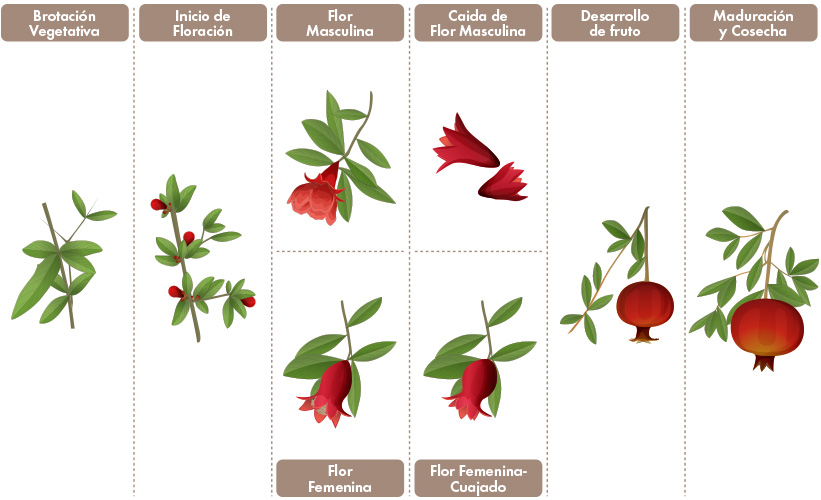 Brotación
Vegetativa
Inicio de
Floración
Flor
Masculina
Caida de
Flor Masculina
Desarrollo
de fruto
Maduración
y Cosecha
Flor
Femenina
Flor Femenina-
Cuajado